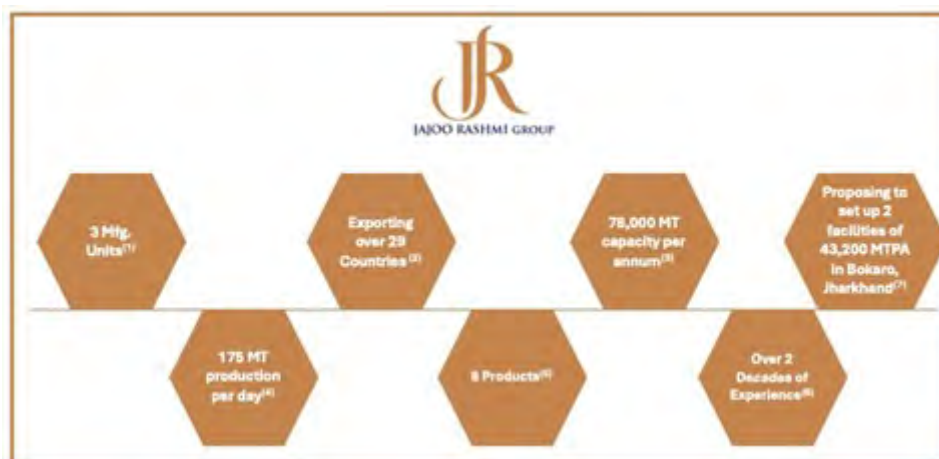 JR
JAJOO RASHMI GROUP
3 Mfg.
Units(1)
Exporting
over 29
Countries (2)
78,000 MT
capacity per
annum(3)
Proposing to
set up 2
facilities of
43,200 MTPA
in Bokaro,
Jharkhand(7)
175 MT
production
per day(4)
Products(5)
Over 2
Decades of
Experience(6)